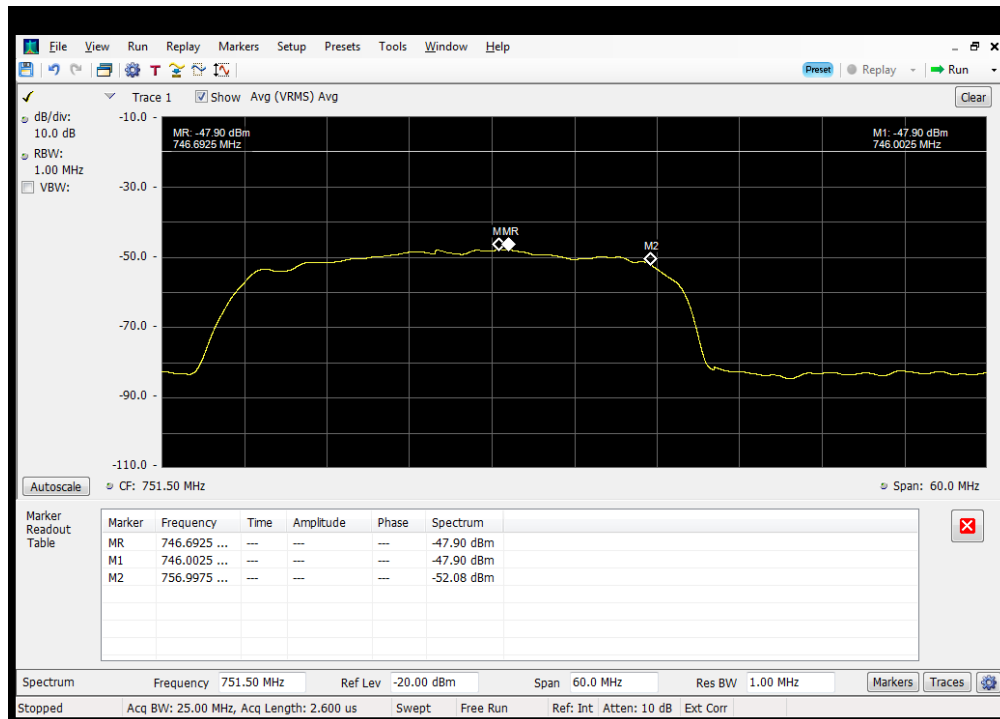 File View Run Replay Markers Setup Presets Tools Window Help
T Preset Replay Run
Trace 1 Show Avg (VRMS) Avg Clear
dB/div:
10.0 dB
RBW:
1.00 MHz
VBW:
-10.0
-30.0
-50.0
-70.0
-90.0
-110.0
MR: -47.90 dBm
746.6925 MHz
M1: -47.90 dBm
746.0025 MHz
MMR
M2
Autoscale CF: 751.50 MHz Span: 60.0 MHz
Marker
Readout
Table
Marker Frequency Time Amplitude Phase Spectrum
MR 746.6925 ... --- --- --- -47.90 dBm
M1 746.0025 ... --- --- --- -47.90 dBm
M2 756.9975 ... --- --- --- -52.08 dBm
Spectrum Frequency 751.50 MHz Ref Lev -20.00 dBm Span 60.0 MHz Res BW 1.00 MHz Markers Traces
Stopped Acq BW: 25.00 MHz, Acq Length: 2.600 us Swept Free Run Ref: Int Atten: 10 dB Ext Corr